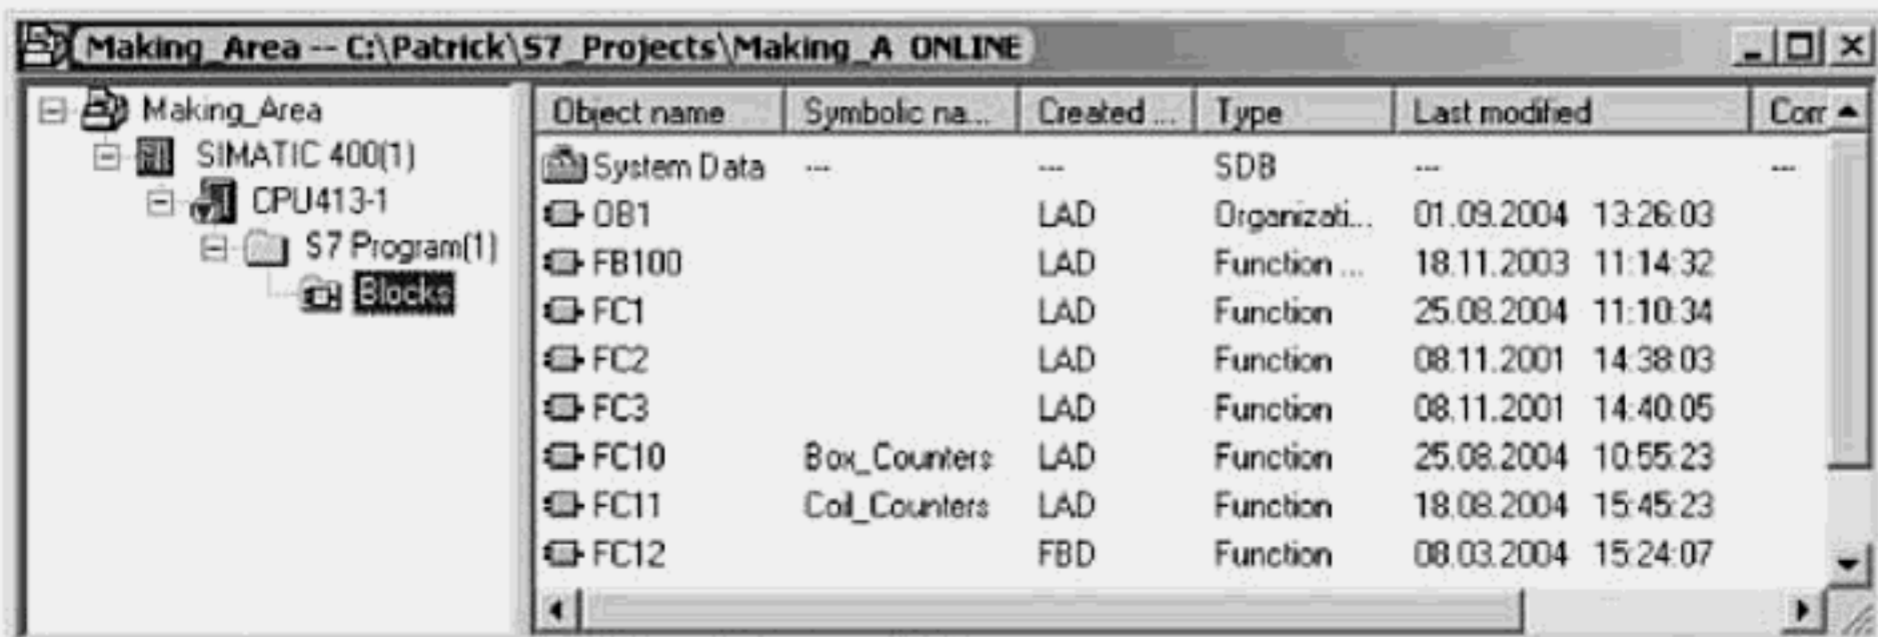 Making_Area -- C:\Patrick\S7_Projects\Making_A ONLINE
Making_Area
SIMATIC 400(1)
CPU413-1
S7 Program(1)
Blocks
Object name Symbolic na... Created ... Type Last modified Com
System Data --- --- SDB --- ---
OB1 LAD Organizati... 01.09.2004 13:26:03
FB100 LAD Function ... 18.11.2003 11:14:32
FC1 LAD Function 25.08.2004 11:10:34
FC2 LAD Function 08.11.2001 14:38:03
FC3 LAD Function 08.11.2001 14:40:05
FC10 Box_Counters LAD Function 25.08.2004 10:55:23
FC11 Coil_Counters LAD Function 18.08.2004 15:45:23
FC12 FBD Function 08.03.2004 15:24:07